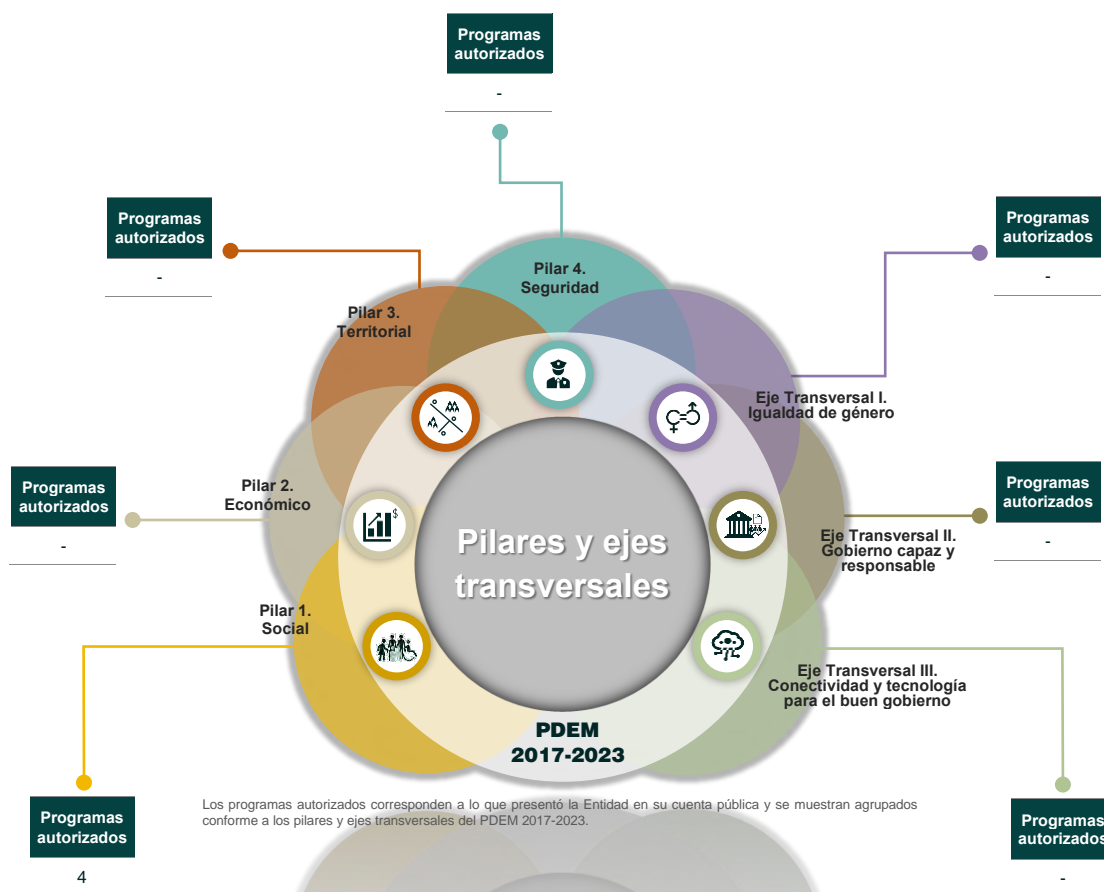 Programas
autorizados
-
Programas
autorizados
-
Programas
autorizados
-
Pilar 4.
Seguridad
Pilar 3.
Territorial
Eje Transversal I.
Igualdad de género
Programas
autorizados
-
Programas
autorizados
-
Pilar 2.
Económico
$
Pilares y ejes
transversales
Eje Transversal II.
Gobierno capaz y
responsable
Pilar 1.
Social
Eje Transversal III.
Conectividad y tecnología
para el buen gobierno
PDEM
2017-2023
Los programas autorizados corresponden a lo que presentó la Entidad en su cuenta pública y se muestran agrupados
conforme a los pilares y ejes transversales del PDEM 2017-2023.
Programas
autorizados
4
Programas
autorizados
-